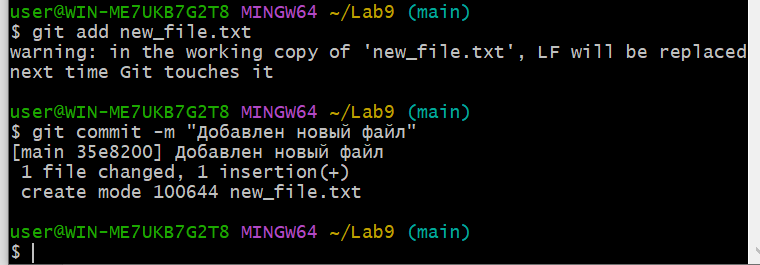 user@WIN-ME7UKB7G2T8 MINGW64 ~/Lab9 (main)
$ git add new_file.txt
warning: in the working copy of 'new_file.txt', LF will be replaced
next time Git touches it
user@WIN-ME7UKB7G2T8 MINGW64 ~/Lab9 (main)
$ git commit -m "Добавлен новый файл"
[main 35e8200] Добавлен новый файл
1 file changed, 1 insertion(+)
create mode 100644 new_file.txt
user@WIN-ME7UKB7G2T8 MINGW64 ~/Lab9 (main)
$